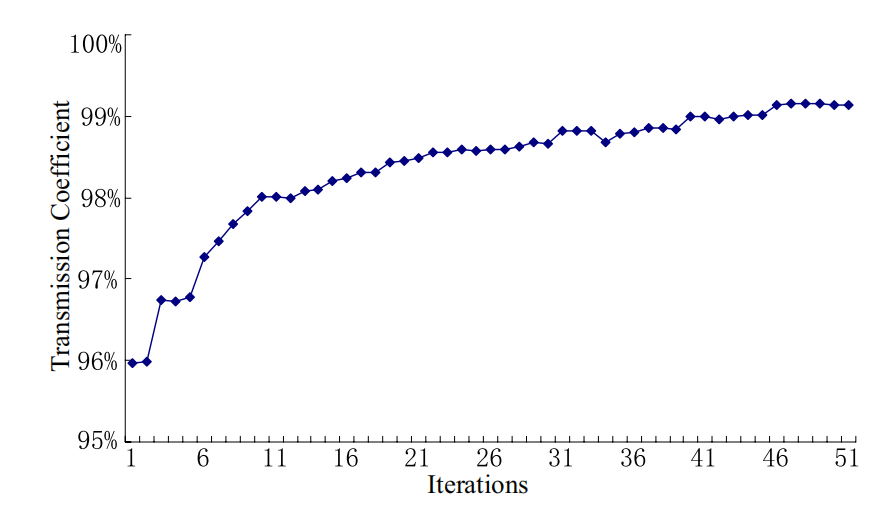 100%
99%
98%
97%
96%
95%
Transmission Coefficient
1 6 11 16 21 26 31 36 41 46 51
Iterations